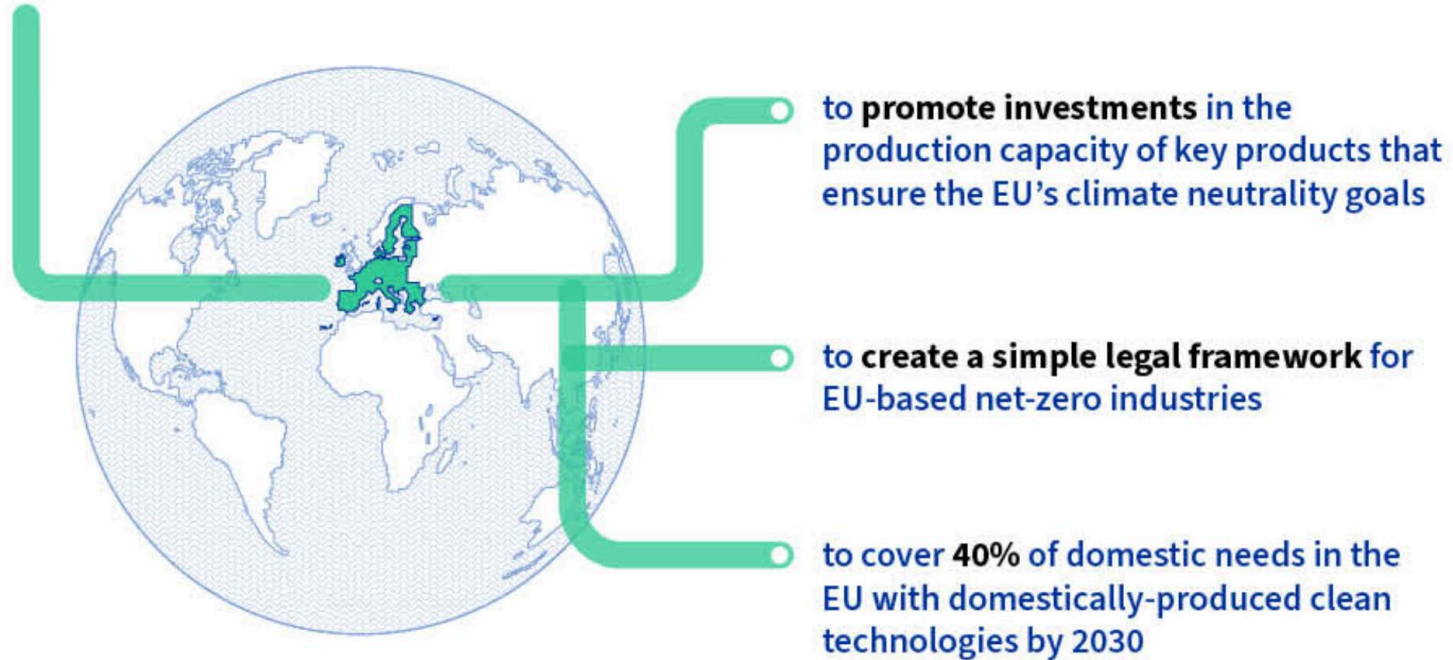 to promote investments in the
production capacity of key products that
ensure the EU’s climate neutrality goals
to create a simple legal framework for
EU-based net-zero industries
to cover 40% of domestic needs in the
EU with domestically-produced clean
technologies by 2030